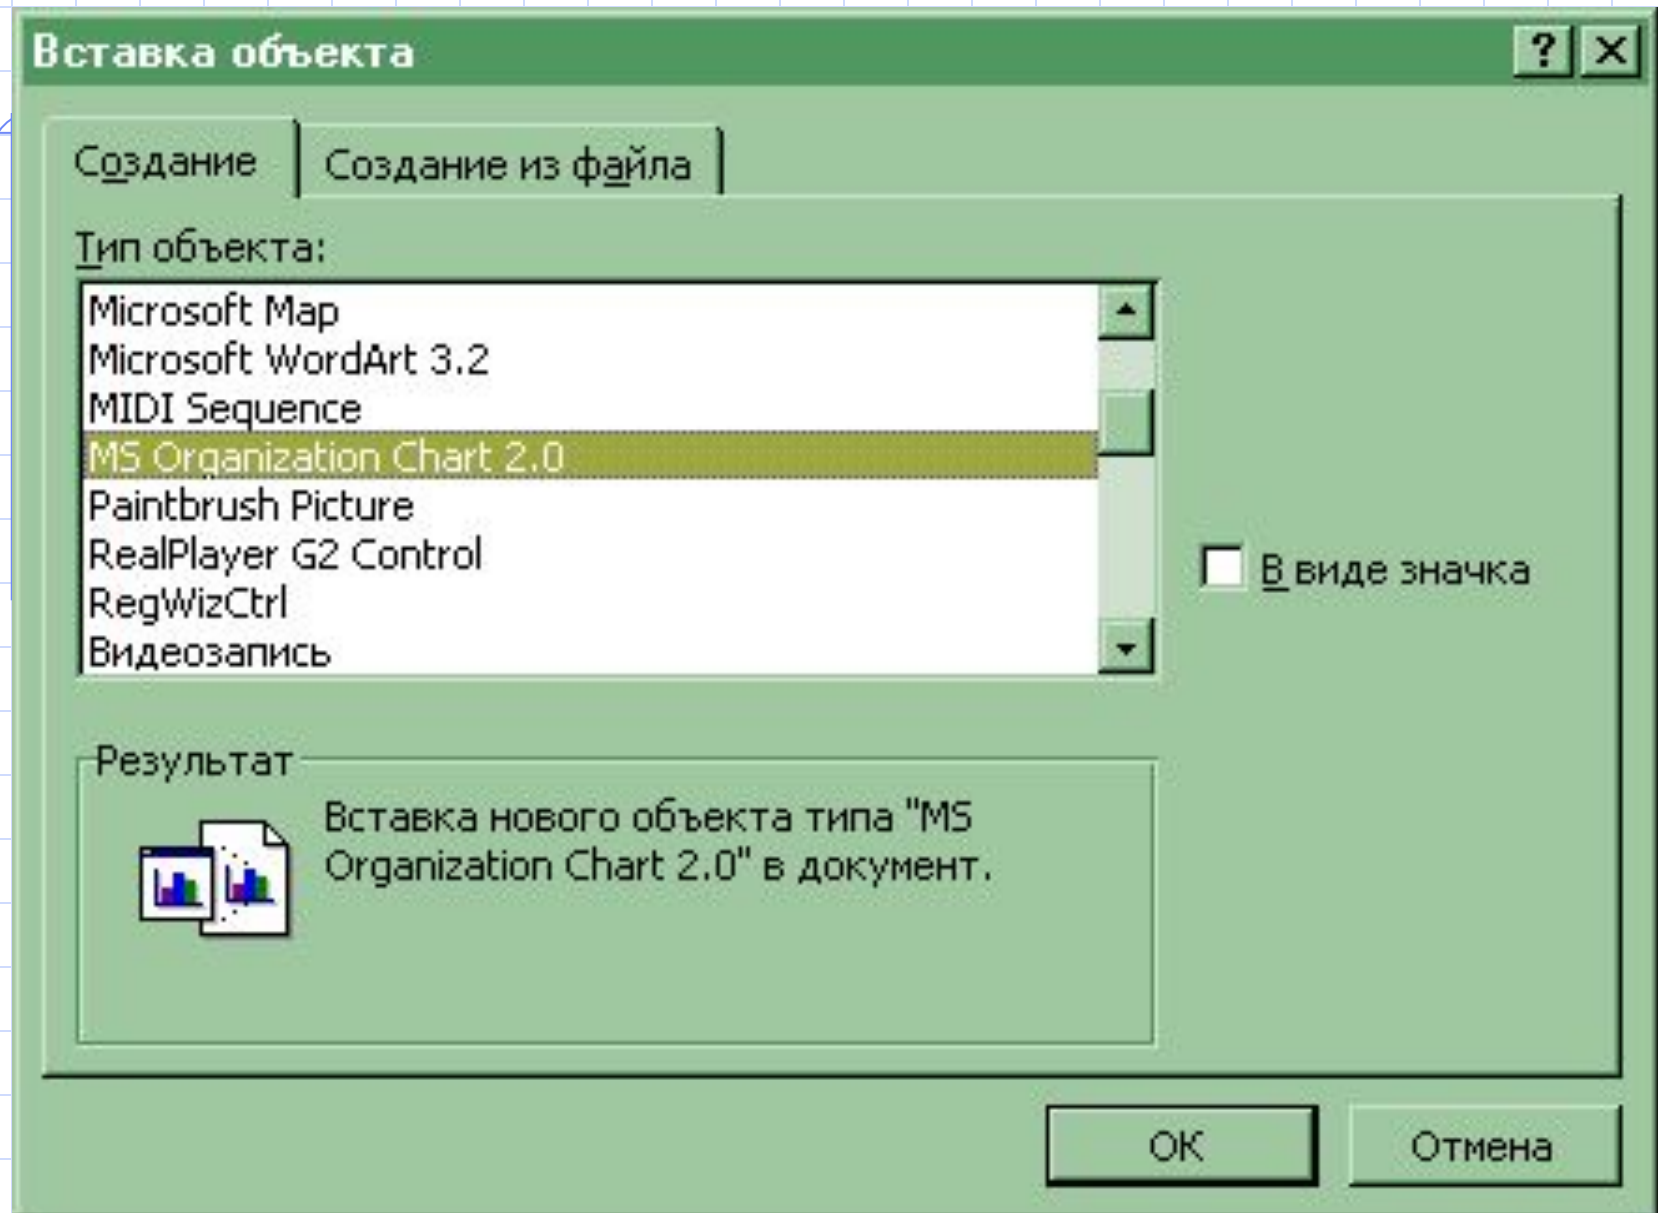 Вставка объекта
Создание
Создание из файла
Тип объекта:
Microsoft Map
Microsoft WordArt 3.2
MIDI Sequence
MS Organization Chart 2.0
Paintbrush Picture
RealPlayer G2 Control
RegWizCtrl
Видеозапись
В виде значка
Результат
Вставка нового объекта типа "MS
Organization Chart 2.0" в документ.
ОК
Отмена